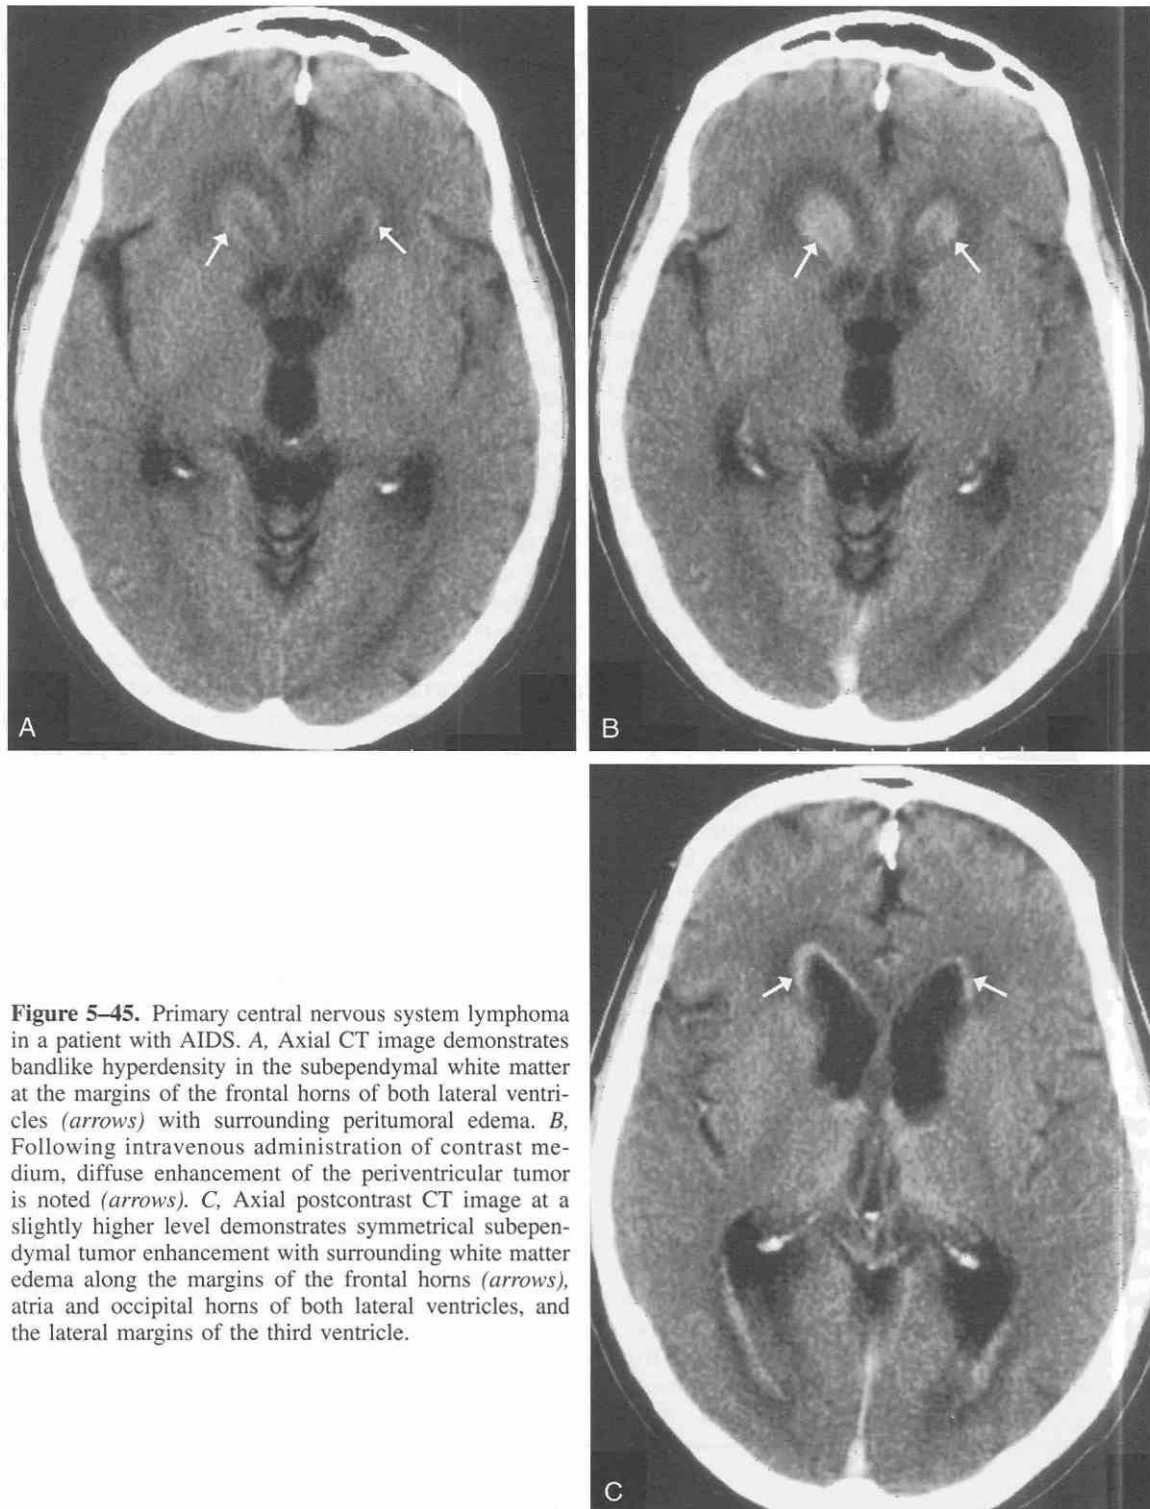 A
B
Figure 5–45. Primary central nervous system lymphoma
in a patient with AIDS. A, Axial CT image demonstrates
bandlike hyperdensity in the subependymal white matter
at the margins of the frontal horns of both lateral ventri-
cles (arrows) with surrounding peritumoral edema. B,
Following intravenous administration of contrast me-
dium, diffuse enhancement of the periventricular tumor
is noted (arrows). C, Axial postcontrast CT image at a
slightly higher level demonstrates symmetrical subepen-
dymal tumor enhancement with surrounding white matter
edema along the margins of the frontal horns (arrows),
atria and occipital horns of both lateral ventricles, and
the lateral margins of the third ventricle.
C